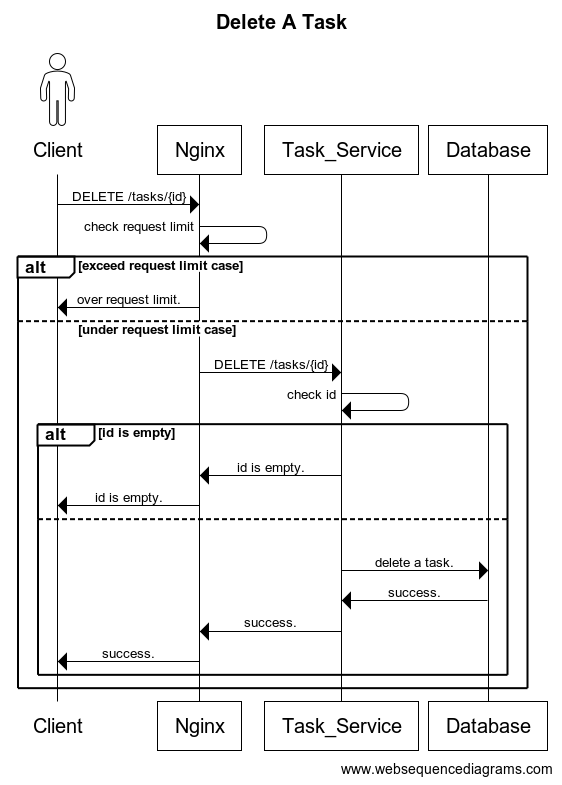 Delete A Task
Client
Nginx
Task_Service
Database
DELETE /tasks/{id}
check request limit
alt
[exceed request limit case]
over request limit.
[under request limit case]
DELETE /tasks/{id}
check id
alt
[id is empty]
id is empty.
id is empty.
delete a task.
success.
success.
success.
Client
Nginx
Task_Service
Database
www.websequencediagrams.com